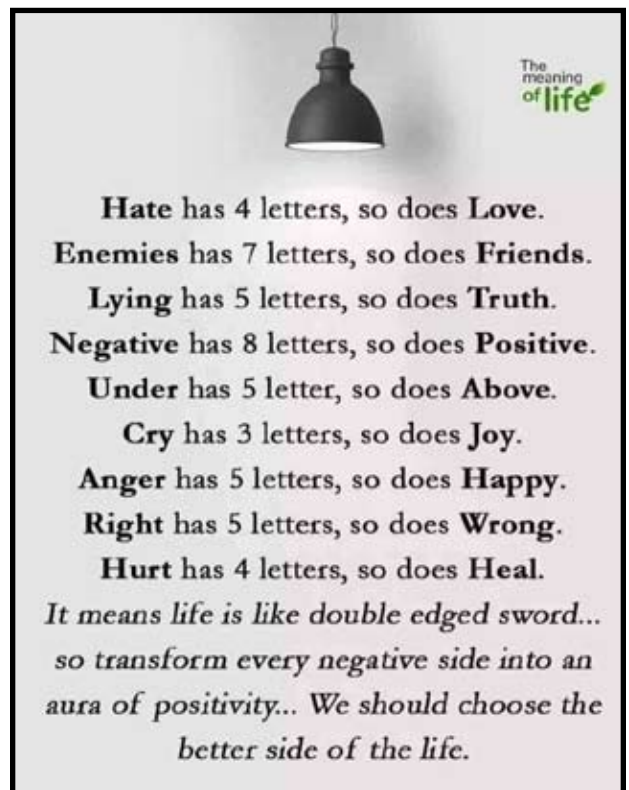 The
meaning
of life
Hate has 4 letters, so does Love.
Enemies has 7 letters, so does Friends.
Lying has 5 letters, so does Truth.
Negative has 8 letters, so does Positive.
Under has 5 letter, so does Above.
Cry has 3 letters, so does Joy.
Anger has 5 letters, so does Happy.
Right has 5 letters, so does Wrong.
Hurt has 4 letters, so does Heal.
It means life is like double edged sword...
so transform every negative side into an
aura of positivity... We should choose the
better side of the life.